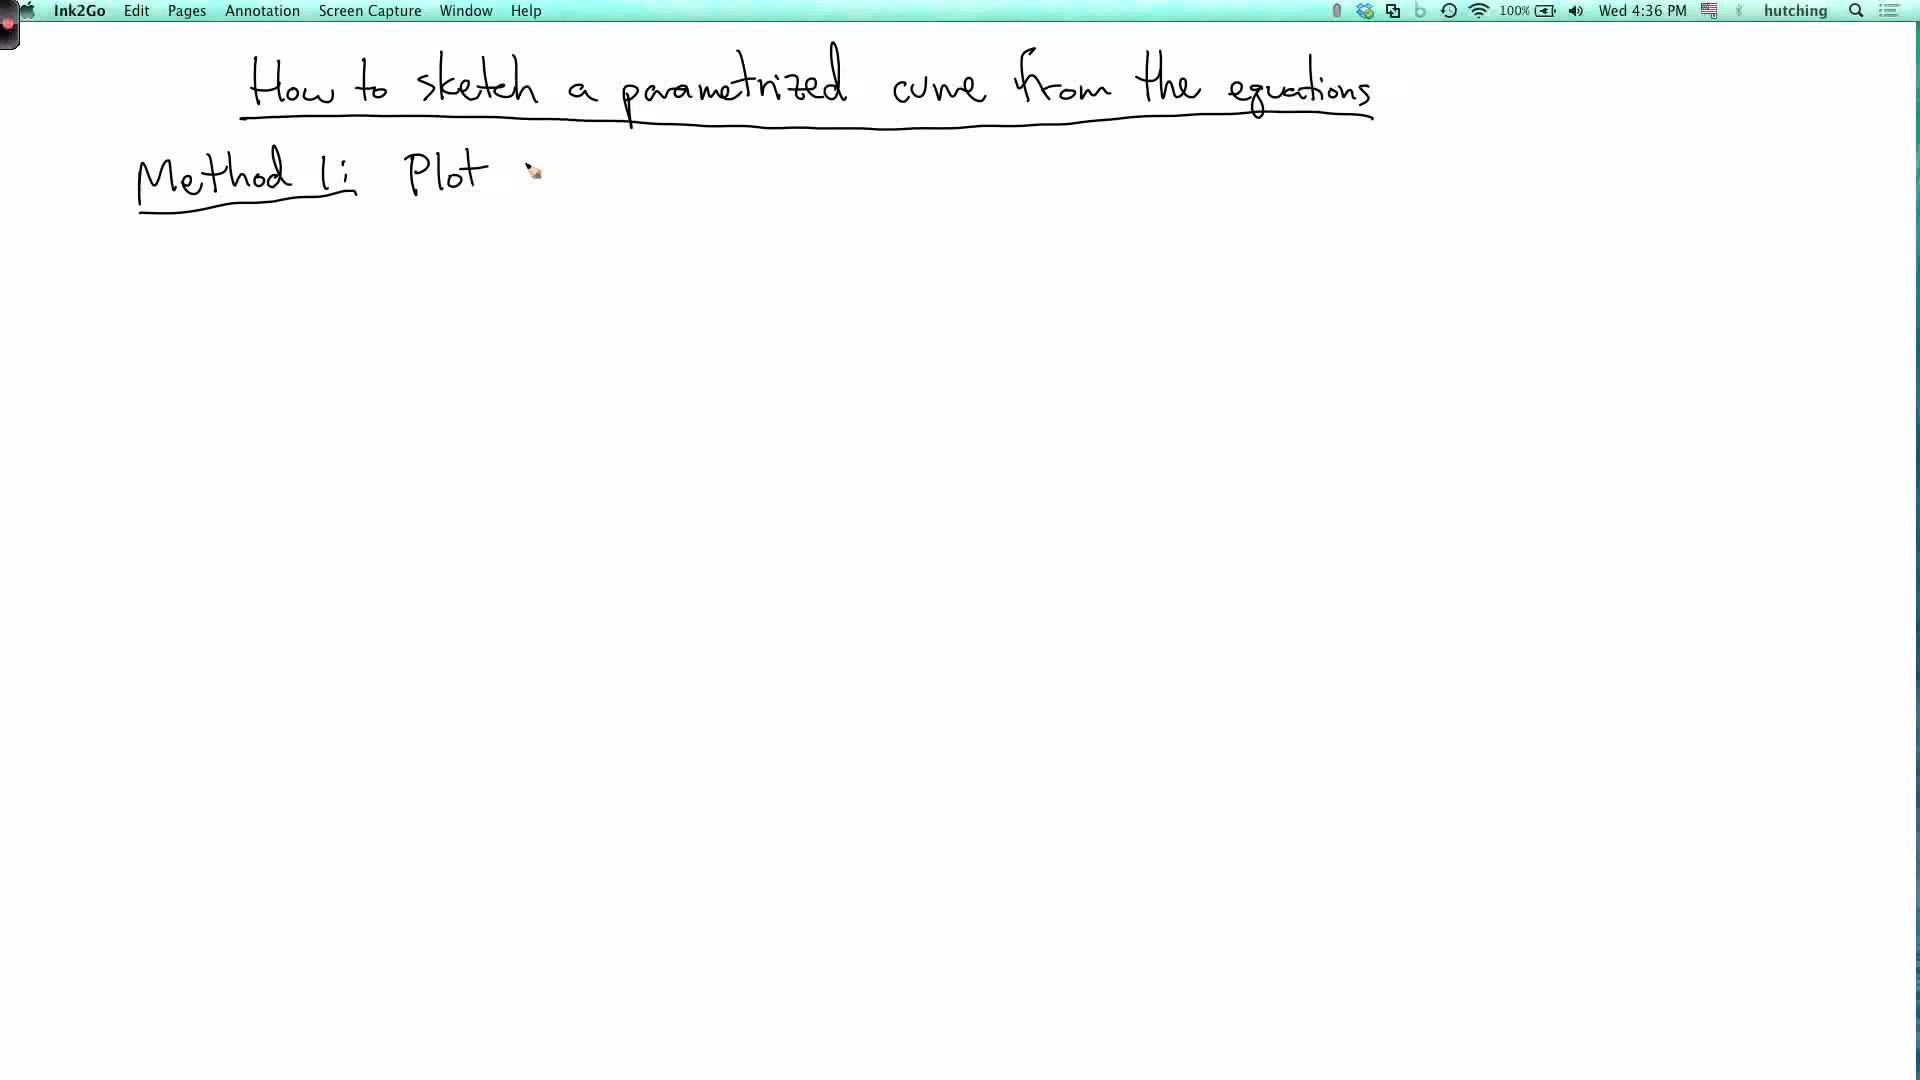 Ink2Go Edit Pages Annotation Screen Capture Window Help 100% Wed 4:36 PM hutching
How to sketch a parametrized curve from the equations
Method 1: Plot